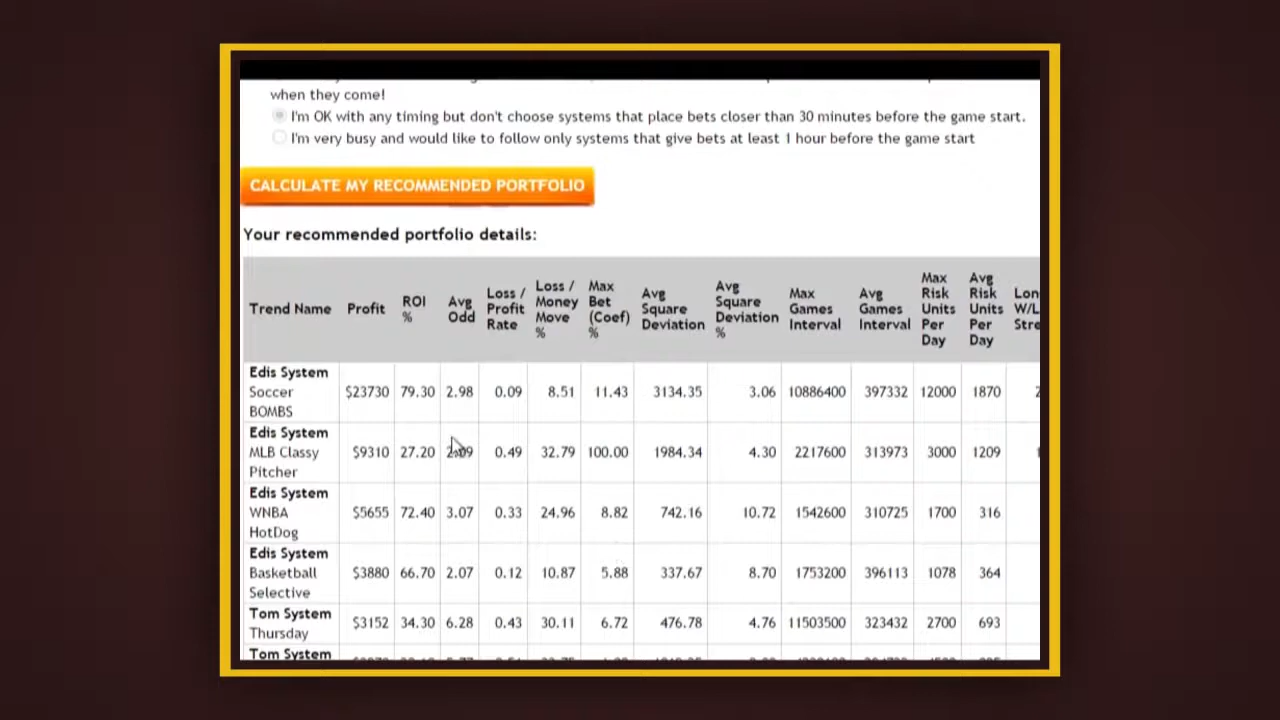 when they come!
I'm OK with any timing but don't choose systems that place bets closer than 30 minutes before the game start.
I'm very busy and would like to follow only systems that give bets at least 1 hour before the game start
CALCULATE MY RECOMMENDED PORTFOLIO
Your recommended portfolio details:
Trend Name Profit ROI % Avg Odd Loss / Profit Rate Loss / Money Move % Max Bet (Coef) % Avg Square Deviation Avg Square Deviation % Max Games Interval Avg Games Interval Max Risk Units Per Day Avg Risk Units Per Day Lon W/L Stre
Edis System Soccer BOMBS $23730 79.30 2.98 0.09 8.51 11.43 3134.35 3.06 10886400 397332 12000 1870 2
Edis System MLB Classy Pitcher $9310 27.20 2.09 0.49 32.79 100.00 1984.34 4.30 2217600 313973 3000 1209
Edis System WNBA HotDog $5655 72.40 3.07 0.33 24.96 8.82 742.16 10.72 1542600 310725 1700 316
Edis System Basketball Selective $3880 66.70 2.07 0.12 10.87 5.88 337.67 8.70 1753200 396113 1078 364
Tom System Thursday $3152 34.30 6.28 0.43 30.11 6.72 476.78 4.76 11503500 323432 2700 693
Tom System